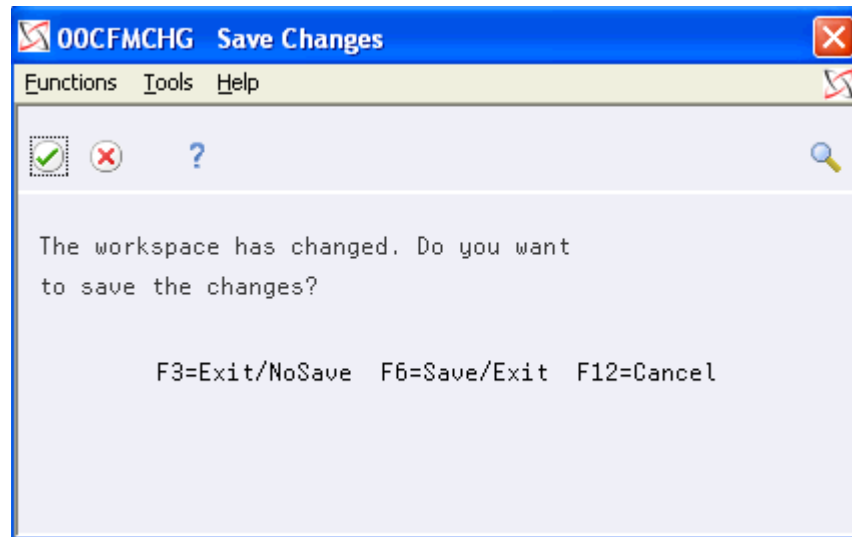 00CFMCHG Save Changes
Functions Tools Help
?
The workspace has changed. Do you want
to save the changes?
F3=Exit/NoSave F6=Save/Exit F12=Cancel